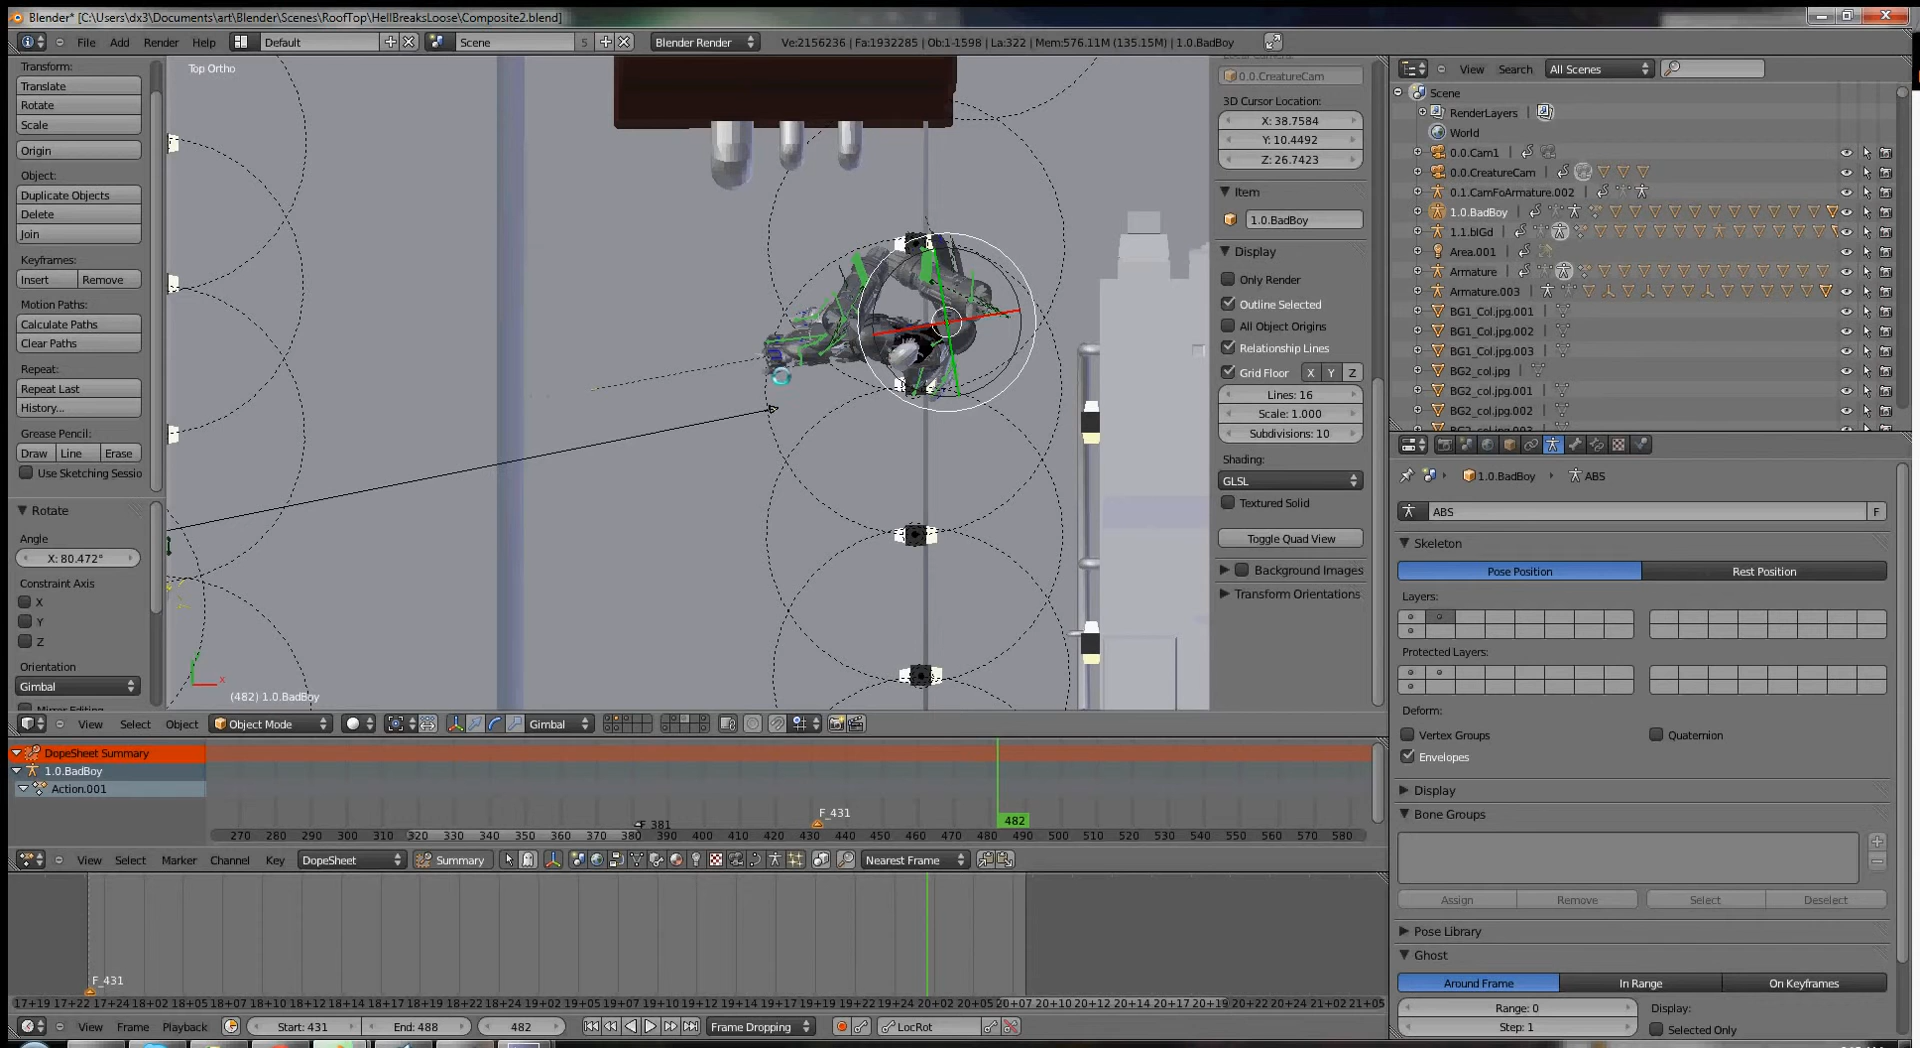 Blender* [C:\Users\dx3\Documents\art\Blender\Scenes\RoofTop\HellBreaksLoose\Composite2.blend]
File Add Render Help Default Scene 5 Blender Render Ve:2156236 | Fa:1932285 | Ob:1-1598 | La:322 | Mem:576.11M (135.15M) | 1.0.BadBoy
Transform:
Translate
Rotate
Scale
Origin
Object:
Duplicate Objects
Delete
Join
Keyframes:
Insert Remove
Motion Paths:
Calculate Paths
Clear Paths
Repeat:
Repeat Last
History...
Grease Pencil:
Draw Line Erase
Use Sketching Sessio
Rotate
Angle
X: 80.472°
Constraint Axis
X
Y
Z
Orientation
Gimbal
Top Ortho
(482) 1.0.BadBoy
View Select Object Object Mode Gimbal
0.0.CreatureCam
3D Cursor Location:
X: 38.7584
Y: 10.4492
Z: 26.7423
Item
1.0.BadBoy
Display
Only Render
Outline Selected
All Object Origins
Relationship Lines
Grid Floor X Y Z
Lines: 16
Scale: 1.000
Subdivisions: 10
Shading:
GLSL
Textured Solid
Toggle Quad View
Background Images
Transform Orientations
View Search All Scenes
Scene
RenderLayers
World
0.0.Cam1
0.0.CreatureCam
0.1.CamFoArmature.002
1.0.BadBoy
1.1.bIGd
Area.001
Armature
Armature.003
BG1_Col.jpg.001
BG1_Col.jpg.002
BG1_Col.jpg.003
BG2_col.jpg
BG2_col.jpg.001
BG2_col.jpg.002
1.0.BadBoy ABS
ABS F
Skeleton
Pose Position Rest Position
Layers:
Protected Layers:
Deform:
Vertex Groups Quaternion
Envelopes
Display
Bone Groups
Assign Remove Select Deselect
Pose Library
Ghost
Around Frame In Range On Keyframes
Range: 0 Display:
Step: 1 Selected Only
DopeSheet Summary
1.0.BadBoy
Action.001
F_381 F_431 482
270 280 290 300 310 320 330 340 350 360 370 380 390 400 410 420 430 440 450 460 470 480 490 500 510 520 530 540 550 560 570 580
View Select Marker Channel Key DopeSheet Summary Nearest Frame
F_431
17+19 17+22 17+24 18+02 18+05 18+07 18+10 18+12 18+14 18+17 18+19 18+22 18+24 19+02 19+05 19+07 19+10 19+12 19+14 19+17 19+19 19+22 19+24 20+02 20+05 20+07 20+10 20+12 20+14 20+17 20+19 20+22 20+24 21+02 21+05
View Frame Playback Start: 431 End: 488 482 Frame Dropping LocRot